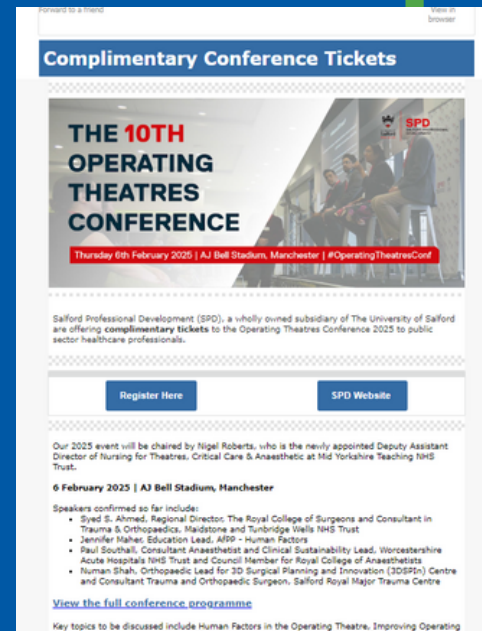 Forward to a friend
View in
browser
Complimentary Conference Tickets
THE 10TH
OPERATING
THEATRES
CONFERENCE
SPD
Thursday 6th February 2025 | AJ Bell Stadium, Manchester | #OperatingTheatresConf
Salford Professional Development (SPD), a wholly owned subsidiary of The University of Salford
are offering complimentary tickets to the Operating Theatres Conference 2025 to public
sector healthcare professionals.
Register Here
SPD Website
Our 2025 event will be chaired by Nigel Roberts, who is the newly appointed Deputy Assistant
Director of Nursing for Theatres, Critical Care & Anaesthetic at Mid Yorkshire Teaching NHS
Trust.
6 February 2025 | AJ Bell Stadium, Manchester
Speakers confirmed so far include:
• Syed S. Ahmed, Regional Director, The Royal College of Surgeons and Consultant in
Trauma & Orthopaedics, Maidstone and Tunbridge Wells NHS Trust
• Jennifer Maher, Education Lead, AfPP - Human Factors
• Paul Southall, Consultant Anaesthetist and Clinical Sustainability Lead, Worcestershire
Acute Hospitals NHS Trust and Council Member for Royal College of Anaesthetists
• Numan Shah, Orthopaedic Lead for 3D Surgical Planning and Innovation (3DSPIn) Centre
and Consultant Trauma and Orthopaedic Surgeon, Salford Royal Major Trauma Centre
View the full conference programme
Key topics to be discussed include Human Factors in the Operating Theatre, Improving Operating